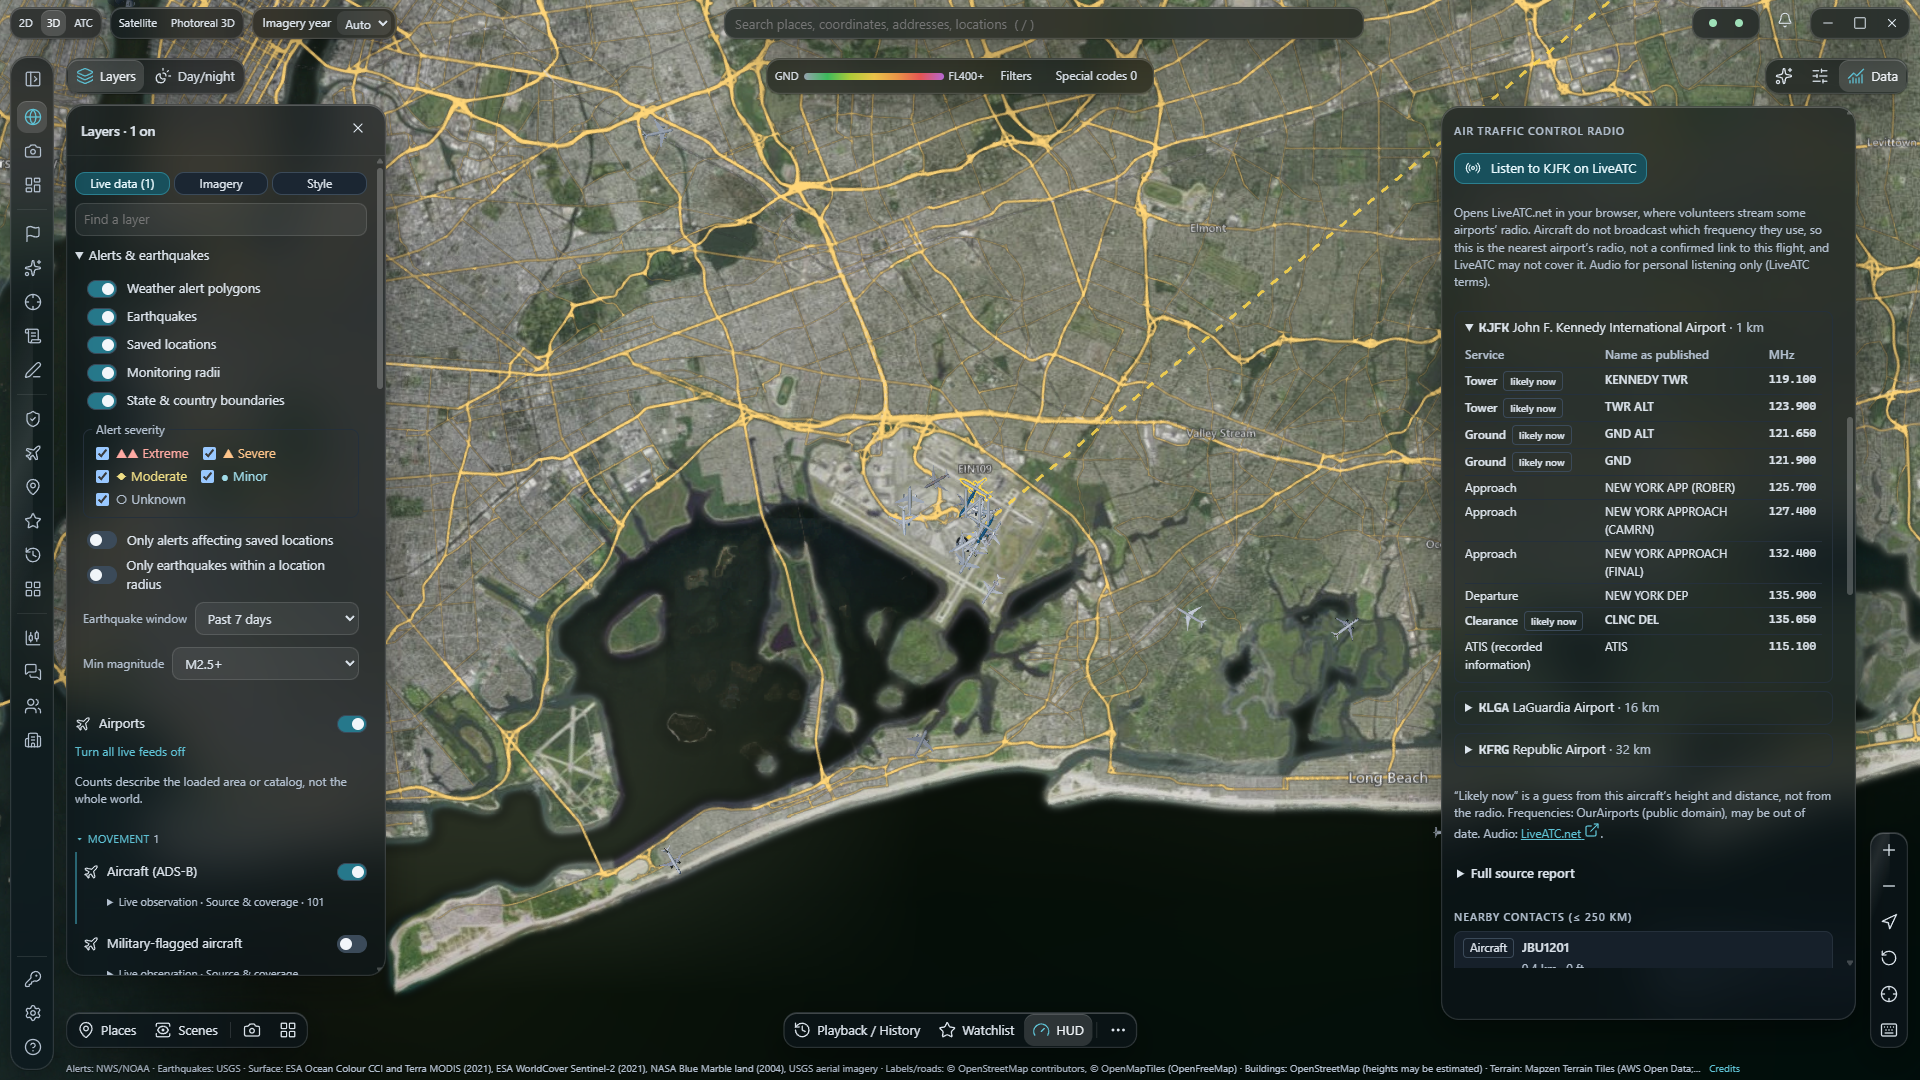 2D 3D ATC
Satellite Photoreal 3D
Imagery year Auto
Search places, coordinates, addresses, locations ( / )
Layers
Day/night
GND FL400+ Filters Special codes 0
Data
Layers · 1 on
Live data (1) Imagery Style
Find a layer
Alerts & earthquakes
Weather alert polygons
Earthquakes
Saved locations
Monitoring radii
State & country boundaries
Alert severity
Extreme Severe
Moderate Minor
Unknown
Only alerts affecting saved locations
Only earthquakes within a location
radius
Earthquake window Past 7 days
Min magnitude M2.5+
Airports
Turn all live feeds off
Counts describe the loaded area or catalog, not the
whole world.
MOVEMENT 1
Aircraft (ADS-B)
Live observation · Source & coverage · 101
Military-flagged aircraft
Live observation · Source & coverage
Elmont
Valley Stream
EIN109
Long Beach
Levittown
AIR TRAFFIC CONTROL RADIO
Listen to KJFK on LiveATC
Opens LiveATC.net in your browser, where volunteers stream some
airports' radio. Aircraft do not broadcast which frequency they use, so
this is the nearest airport's radio, not a confirmed link to this flight, and
LiveATC may not cover it. Audio for personal listening only (LiveATC
terms).
KJFK John F. Kennedy International Airport · 1 km
Service Name as published MHz
Tower likely now KENNEDY TWR 119.100
Tower likely now TWR ALT 123.900
Ground likely now GND ALT 121.650
Ground likely now GND 121.900
Approach NEW YORK APP (ROBER) 125.700
Approach NEW YORK APPROACH 127.400
(CAMRN)
Approach NEW YORK APPROACH 132.400
(FINAL)
Departure NEW YORK DEP 135.900
Clearance likely now CLNC DEL 135.050
ATIS (recorded ATIS 115.100
information)
KLGA LaGuardia Airport · 16 km
KFRG Republic Airport · 32 km
“Likely now” is a guess from this aircraft's height and distance, not from
the radio. Frequencies: OurAirports (public domain), may be out of
date. Audio: LiveATC.net .
Full source report
NEARBY CONTACTS (≤ 250 KM)
Aircraft JBU1201
0.4 km · 0 ft
Places Scenes
Playback / History Watchlist HUD
Alerts: NWS/NOAA · Earthquakes: USGS · Surface: ESA Ocean Colour CCI and Terra MODIS (2021), ESA WorldCover Sentinel-2 (2021), NASA Blue Marble land (2004), USGS aerial imagery · Labels/roads: © OpenStreetMap contributors, © OpenMapTiles (OpenFreeMap) · Buildings: OpenStreetMap (heights may be estimated) · Terrain: Mapzen Terrain Tiles (AWS Open Data;... Credits